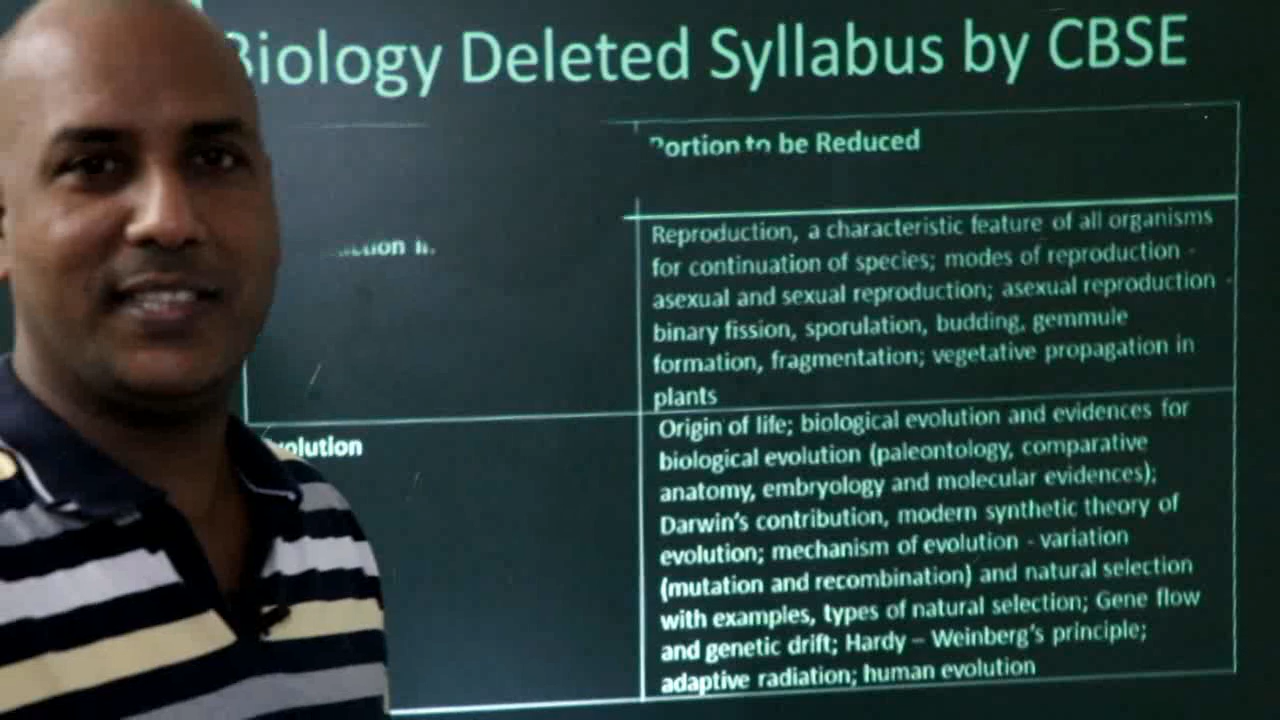 Biology Deleted Syllabus by CBSE
Portion to be Reduced
Reproduction, a characteristic feature of all organisms
for continuation of species; modes of reproduction -
asexual and sexual reproduction; asexual reproduction -
binary fission, sporulation, budding, gemmule
formation, fragmentation; vegetative propagation in
plants
Evolution
Origin of life; biological evolution and evidences for
biological evolution (paleontology, comparative
anatomy, embryology and molecular evidences);
Darwin's contribution, modern synthetic theory of
evolution; mechanism of evolution - variation
(mutation and recombination) and natural selection
with examples, types of natural selection; Gene flow
and genetic drift; Hardy – Weinberg's principle;
adaptive radiation; human evolution